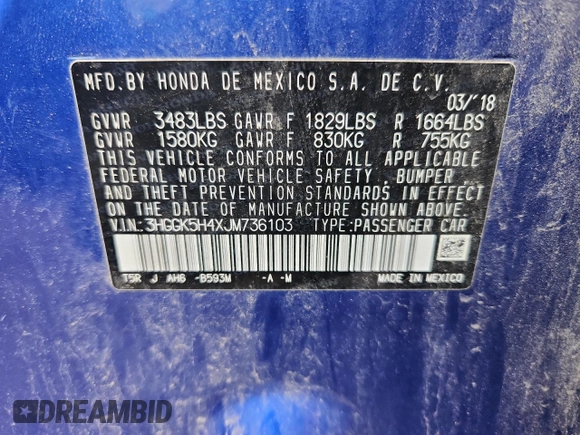 MFD.BY HONDA DE MEXICO S.A. DE C.V.
03/'18
GVWR 3483LBS GAWR F 1829LBS R 1664LBS
GVWR 1580KG GAWR F 830KG R 755KG
THIS VEHICLE CONFORMS TO ALL APPLICABLE
FEDERAL MOTOR VEHICLE SAFETY, BUMPER,
AND THEFT PREVENTION STANDARDS IN EFFECT
ON THE DATE OF MANUFACTURE SHOWN ABOVE.
V.I.N: 3HGGK5H4XJM736103 TYPE:PASSENGER CAR
T5R J AH6 -B593M -A -M MADE IN MEXICO
DREAMBID